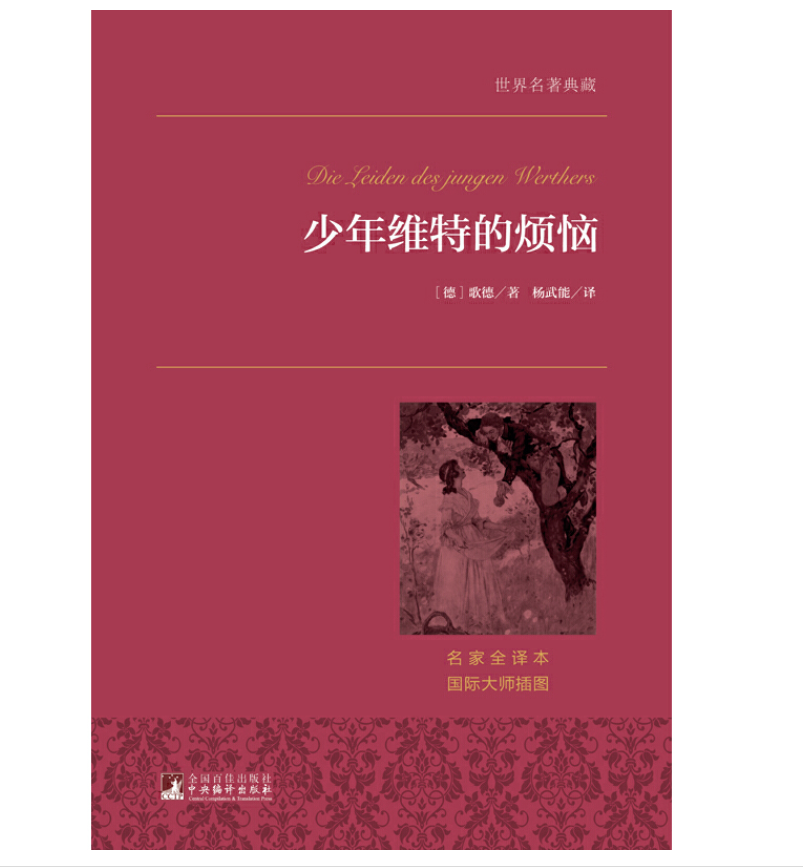 世界名著典藏
Die Leiden des jungen Werthers
少年维特的烦恼
［德］歌德／著 杨武能／译
名家全译本
国际大师插图
CCTP
全国百佳出版社
中央编译出版社
Central Compilation & Translation Press